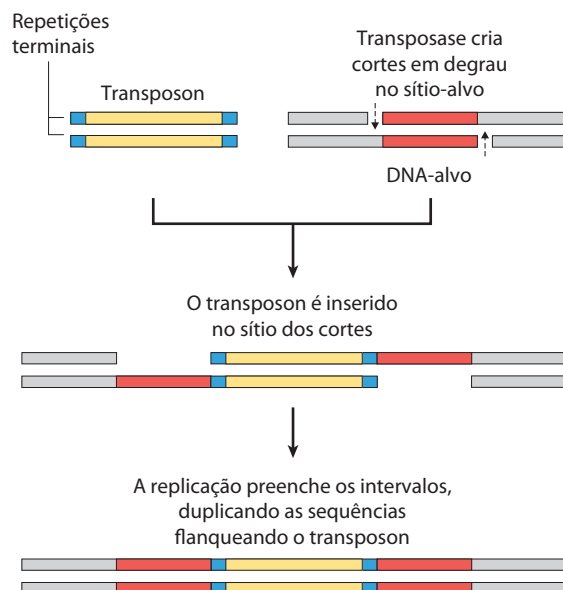 Repetições
terminais
Transposon
Transposase cria
cortes em degrau
no sítio-alvo
DNA-alvo
O transposon é inserido
no sítio dos cortes
A replicação preenche os intervalos,
duplicando as sequências
flanqueando o transposon